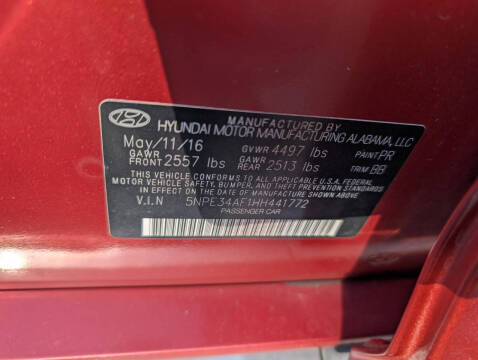 MANUFACTURED BY
HYUNDAI MOTOR MANUFACTURING ALABAMA, LLC
May/11/16 GVWR 4497 lbs PAINT PR
GAWR FRONT 2557 lbs GAWR REAR 2513 lbs TRIM BB
THIS VEHICLE CONFORMS TO ALL APPLICABLE U.S.A. FEDERAL
MOTOR VEHICLE SAFETY, BUMPER, AND THEFT PREVENTION STANDARDS
IN EFFECT ON THE DATE OF MANUFACTURE SHOWN ABOVE.
V.I.N 5NPE34AF1HH441772
PASSENGER CAR